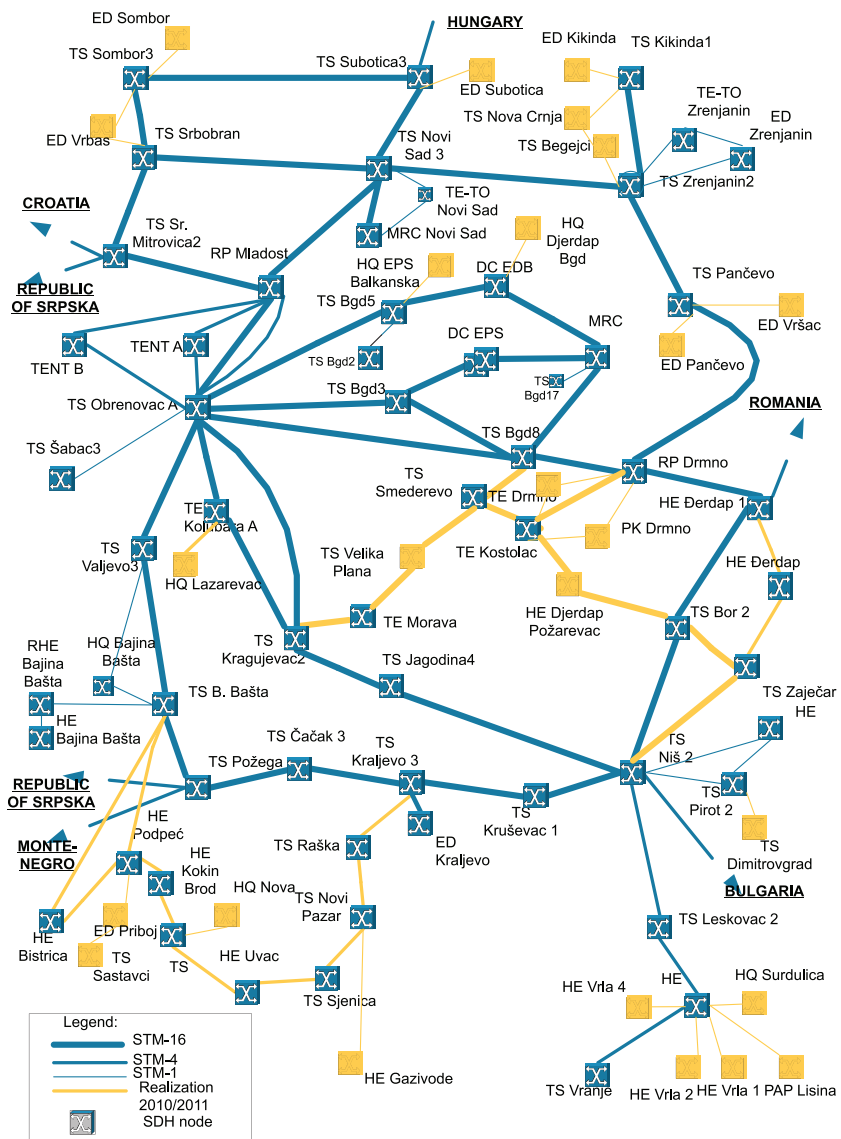 ED Sombor
HUNGARY
TS Sombor3
TS Subotica3
ED Kikinda
TS Kikinda1
ED Subotica
TE-TO
Zrenjanin
ED
Zrenjanin
TS Nova Crnja
TS Begejci
ED Vrbas
TS Srbobran
TS Novi
Sad 3
TS Zrenjanin2
TE-TO
Novi Sad
CROATIA
TS Sr.
Mitrovica2
MRC Novi Sad
RP Mladost
HQ
Djerdap
Bgd
HQ EPS
Balkanska
DC EDB
REPUBLIC
OF SRPSKA
TS Bgd5
TS Pančevo
ED Vršac
TENT B
TENT A
TS Bgd2
DC EPS
MRC
ED Pančevo
TS
Bgd17
TS Bgd3
TS Obrenovac A
ROMANIA
TS Šabac3
TS Bgd8
RP Drmno
TS
Smederevo
TE Drmno
HE Đerdap 1
TE
Kolubara A
PK Drmno
TE Kostolac
TS
Valjevo3
HQ Lazarevac
TS Velika
Plana
HE Đerdap
HE Djerdap
Požarevac
TS Bor 2
TE Morava
TS
Kragujevac2
RHE
Bajina
Bašta
HQ Bajina
Bašta
TS Jagodina4
TS B. Bašta
TS Zaječar
HE
HE
Bajina Bašta
TS
Niš 2
TS Čačak 3
TS
Kraljevo 3
TS Požega
REPUBLIC
OF SRPSKA
TS
Pirot 2
TS
Kruševac 1
HE
Podpeć
MONTE-
NEGRO
HE
Kokin
Brod
TS Raška
ED
Kraljevo
TS
Dimitrovgrad
HQ Nova
BULGARIA
TS Novi
Pazar
ED Priboj
HE
Bistrica
TS
Sastavci
TS
TS Leskovac 2
HE Uvac
TS Sjenica
HE Vrla 4
HE
HQ Surdulica
Legend:
STM-16
STM-4
STM-1
Realization
2010/2011
SDH node
HE Gazivode
TS Vranje
HE Vrla 2
HE Vrla 1
PAP Lisina